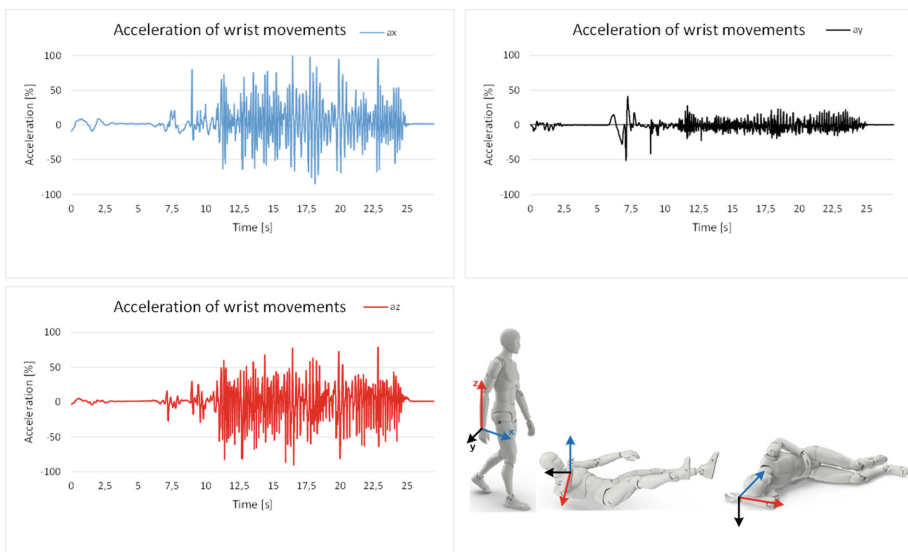 Acceleration of wrist movements
ax
100
50
0
-50
-100
Acceleration [%]
0 2,5 5 7,5 10 12,5 15 17,5 20 22,5 25
Time [s]
Acceleration of wrist movements
ay
100
50
0
-50
-100
Acceleration [%]
0 2,5 5 7,5 10 12,5 15 17,5 20 22,5 25
Time [s]
Acceleration of wrist movements
az
100
50
0
-50
-100
Acceleration [%]
0 2,5 5 7,5 10 12,5 15 17,5 20 22,5 25
Time [s]
z
x
y